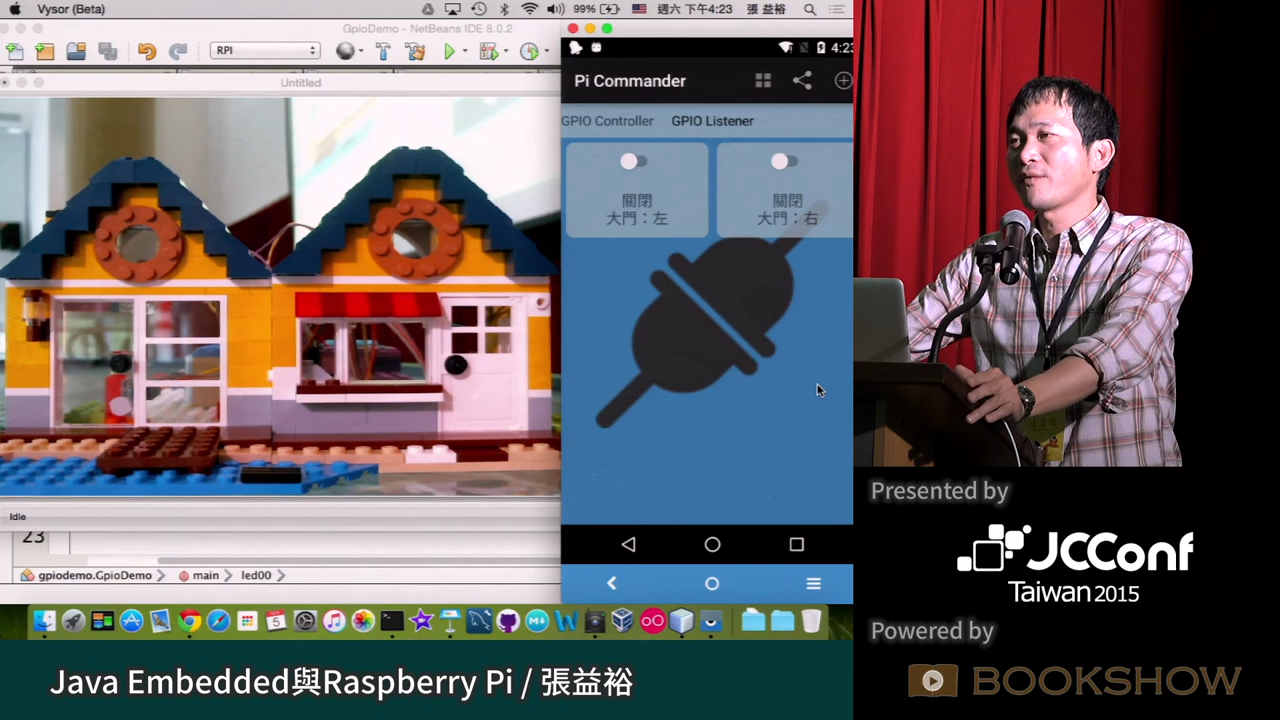 Vysor (Beta)
99%
週六 下午4:23
張 益裕
GpioDemo - NetBeans IDE 8.0.2
RPI
Untitled
4:23
Pi Commander
GPIO Controller
GPIO Listener
關閉
大門：左
關閉
大門：右
Idle
23
gpiodemo.GpioDemo
main
led00
5
Presented by
JCConf
Taiwan 2015
Powered by
BOOKSHOW
Java Embedded與Raspberry Pi / 張益裕